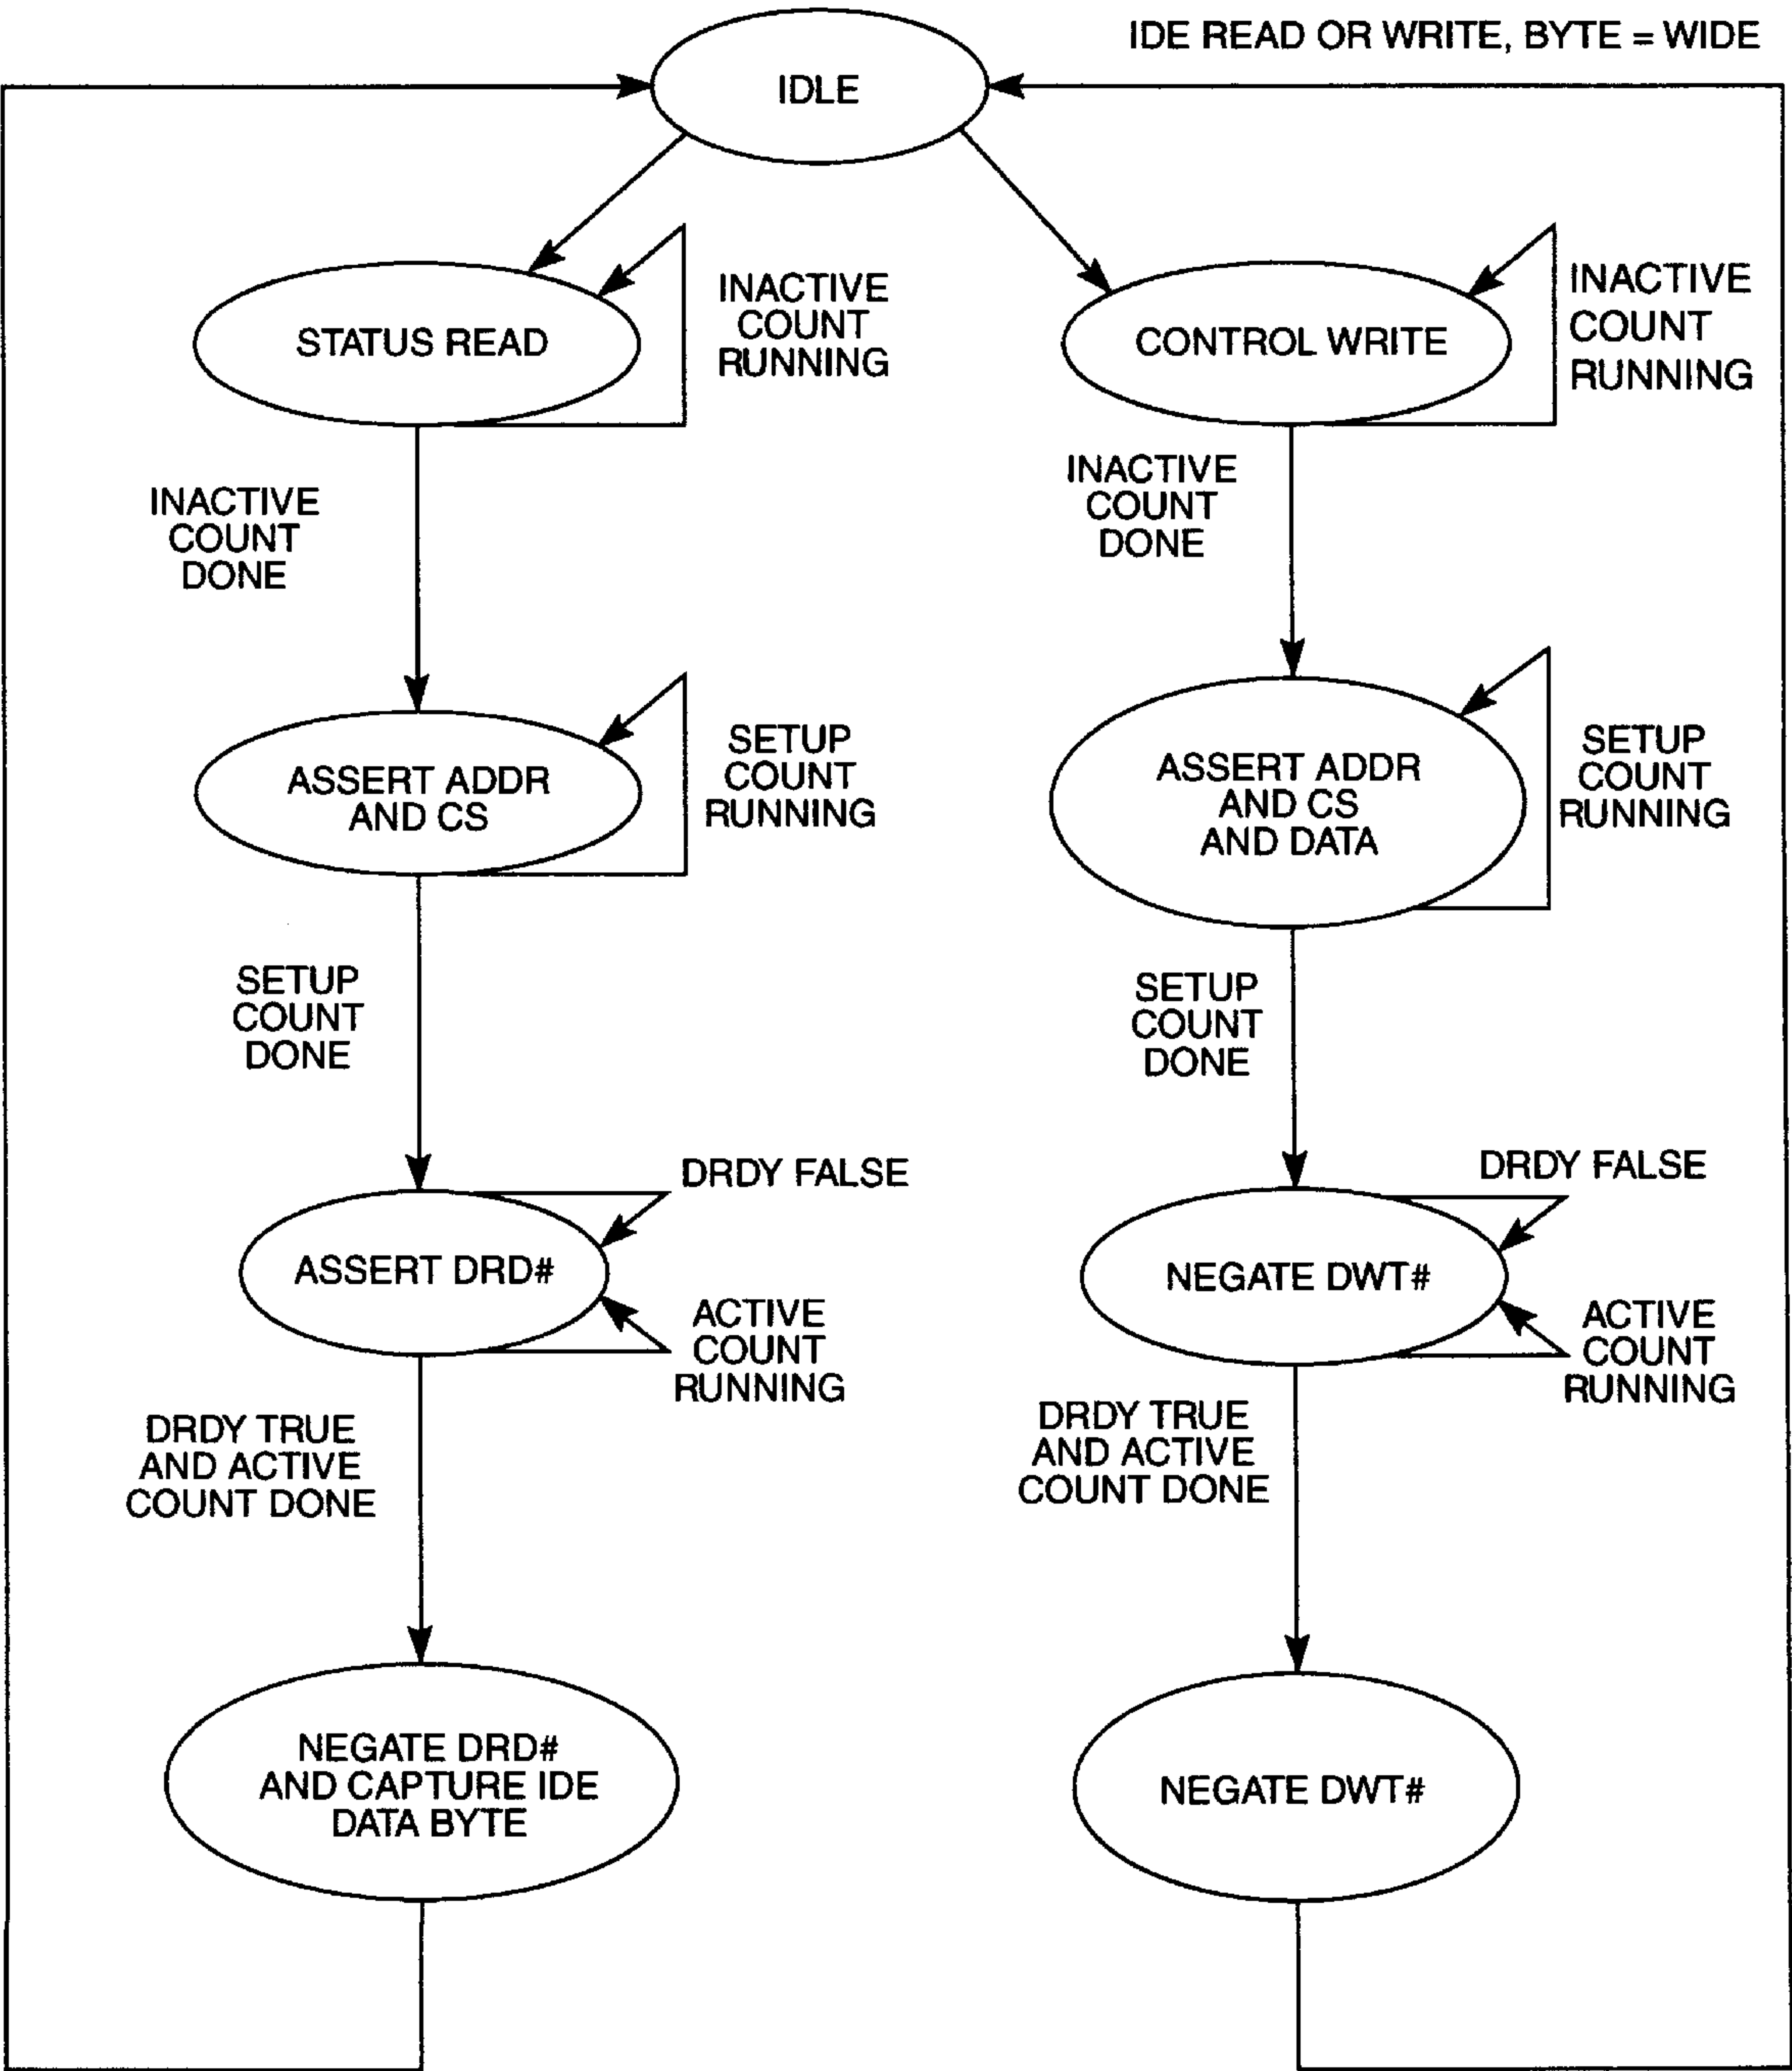 IDE READ OR WRITE, BYTE = WIDE
IDLE
STATUS READ
INACTIVE
COUNT
RUNNING
CONTROL WRITE
INACTIVE
COUNT
RUNNING
INACTIVE
COUNT
DONE
INACTIVE
COUNT
DONE
ASSERT ADDR
AND CS
SETUP
COUNT
RUNNING
ASSERT ADDR
AND CS
AND DATA
SETUP
COUNT
RUNNING
SETUP
COUNT
DONE
SETUP
COUNT
DONE
DRDY FALSE
ASSERT DRD#
ACTIVE
COUNT
RUNNING
DRDY FALSE
NEGATE DWT#
ACTIVE
COUNT
RUNNING
DRDY TRUE
AND ACTIVE
COUNT DONE
DRDY TRUE
AND ACTIVE
COUNT DONE
NEGATE DRD#
AND CAPTURE IDE
DATA BYTE
NEGATE DWT#